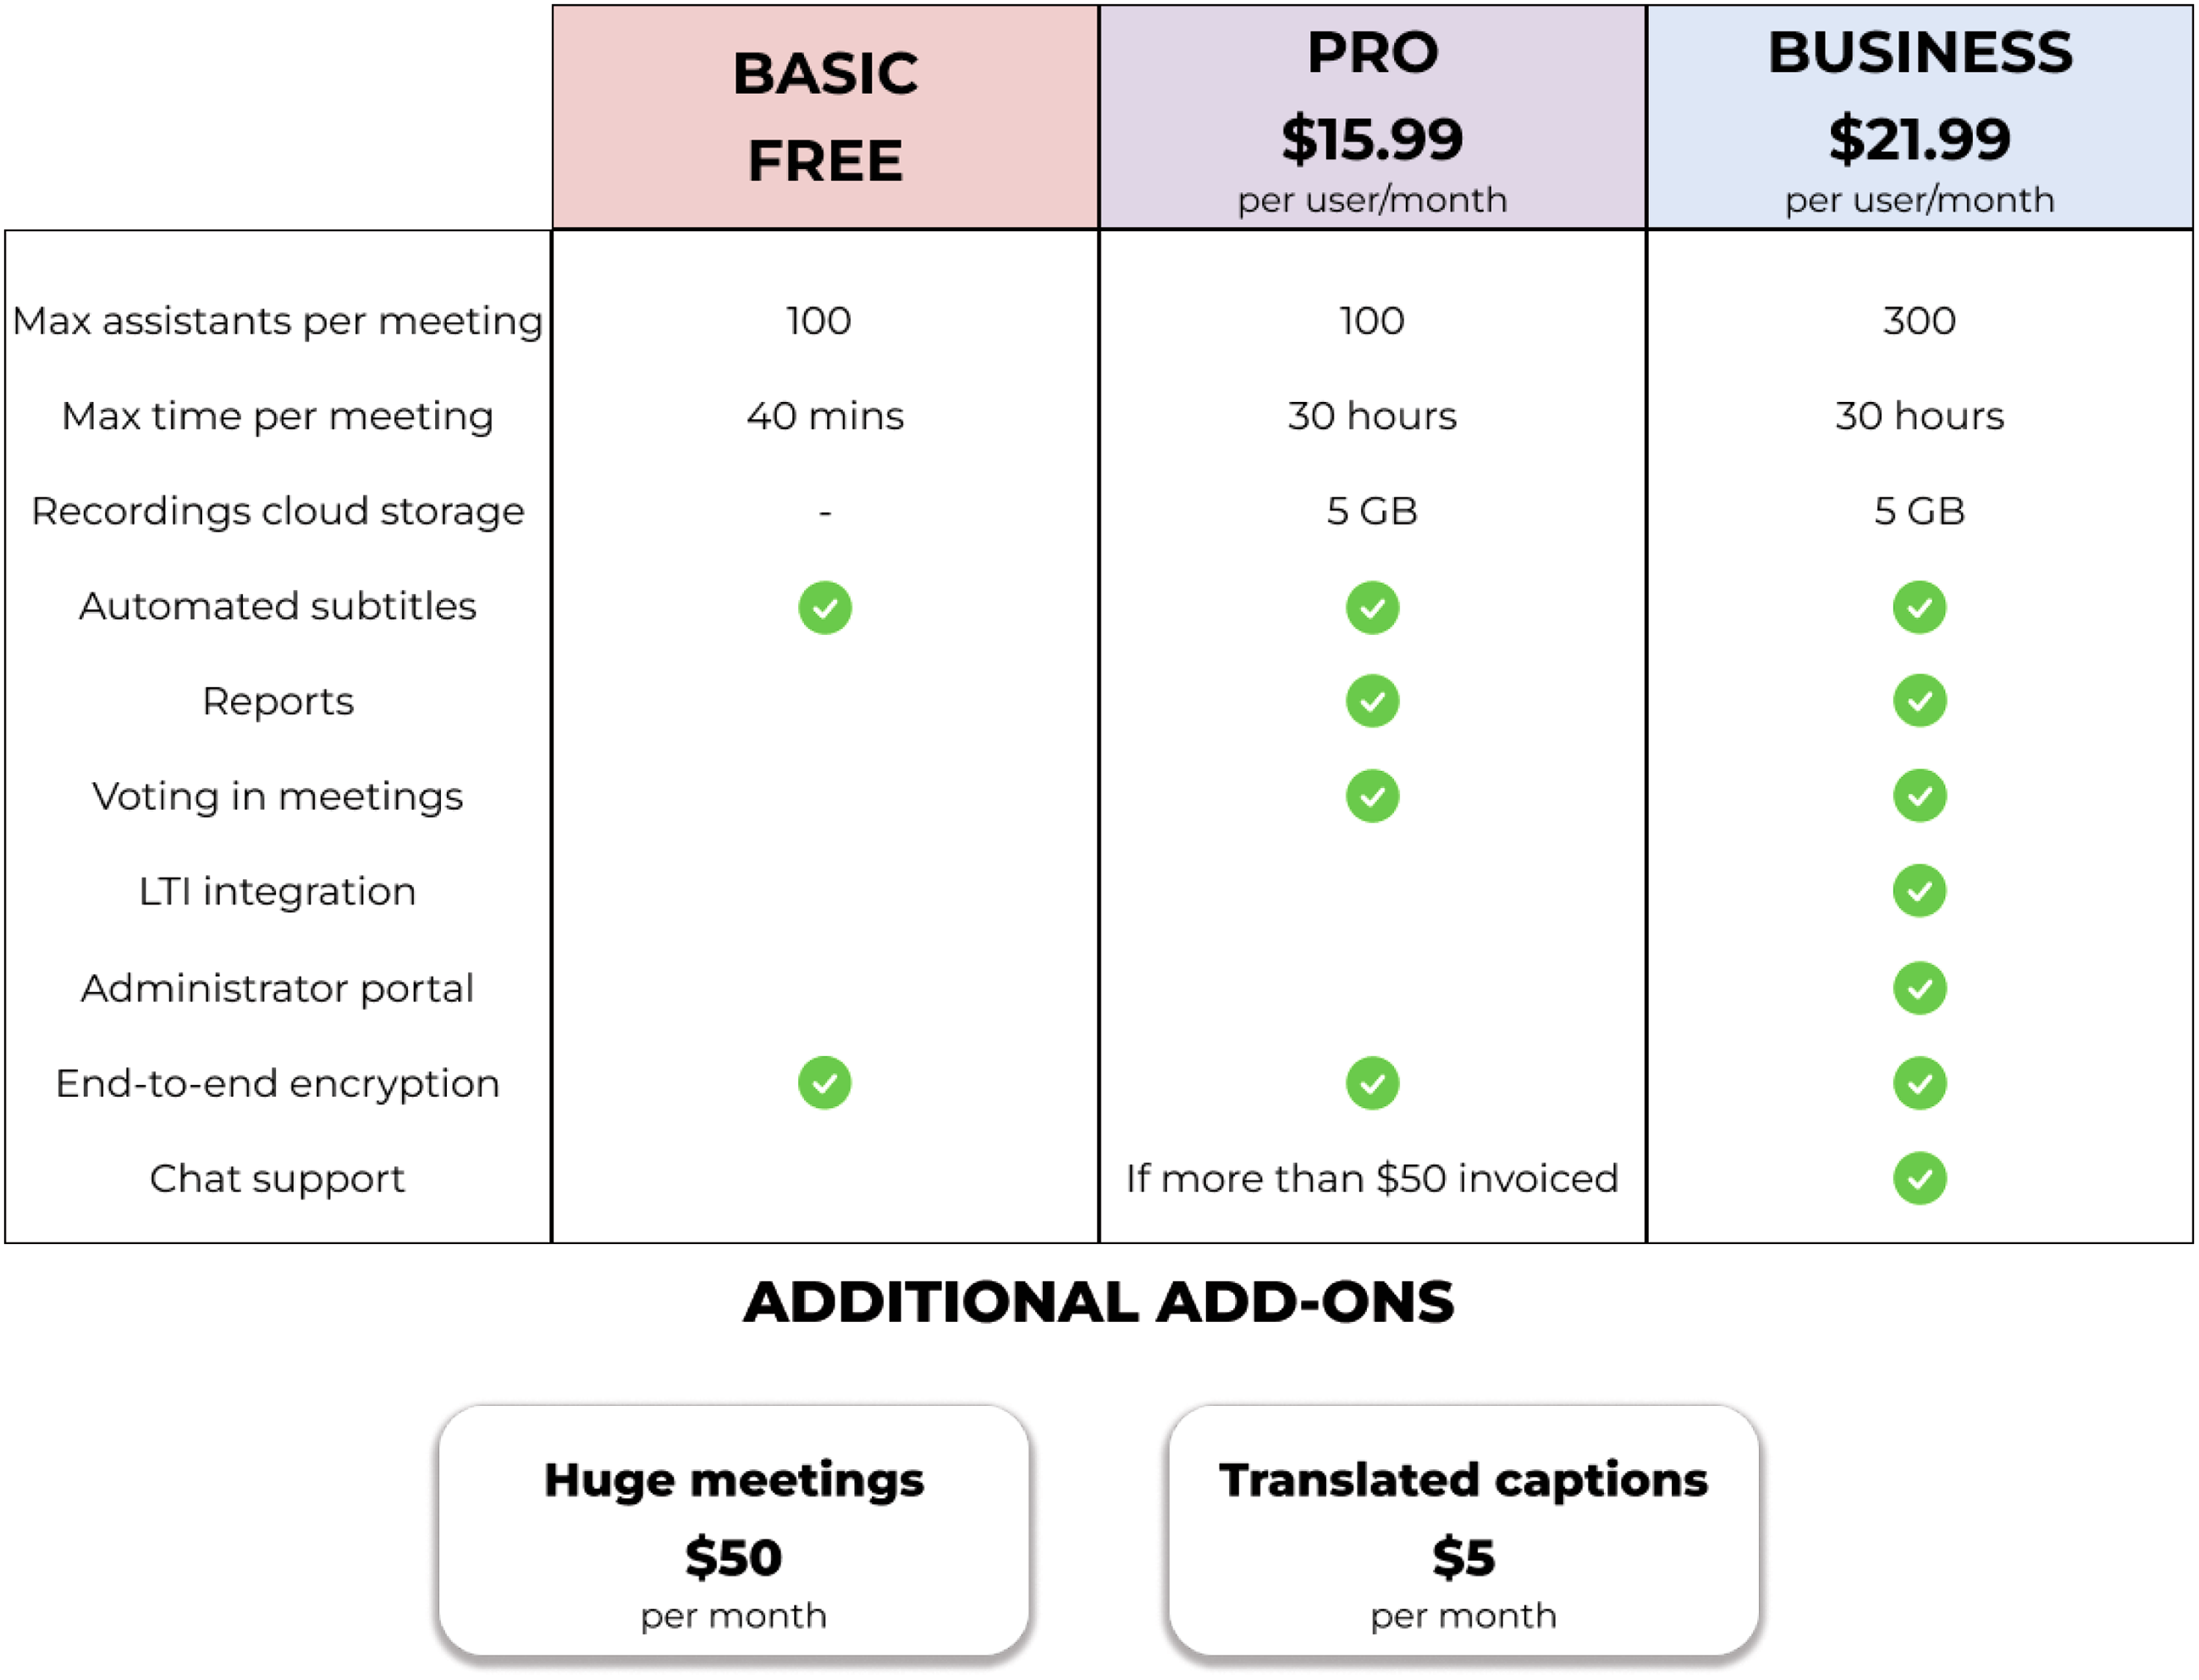 BASIC
FREE
PRO
$15.99
per user/month
BUSINESS
$21.99
per user/month
Max assistants per meeting 100 100 300
Max time per meeting 40 mins 30 hours 30 hours
Recordings cloud storage - 5 GB 5 GB
Automated subtitles
Reports
Voting in meetings
LTI integration
Administrator portal
End-to-end encryption
Chat support If more than $50 invoiced
ADDITIONAL ADD-ONS
Huge meetings
$50
per month
Translated captions
$5
per month